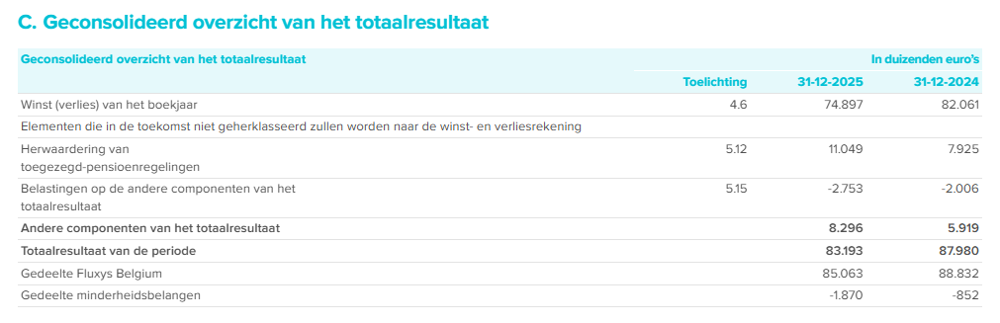 C. Geconsolideerd overzicht van het totaalresultaat
Geconsolideerd overzicht van het totaalresultaat In duizenden euro's
Toelichting 31-12-2025 31-12-2024
Winst (verlies) van het boekjaar 4.6 74.897 82.061
Elementen die in de toekomst niet geherklasseerd zullen worden naar de winst- en verliesrekening
Herwaardering van 5.12 11.049 7.925
toegezegd-pensioenregelingen
Belastingen op de andere componenten van het 5.15 -2.753 -2.006
totaalresultaat
Andere componenten van het totaalresultaat 8.296 5.919
Totaalresultaat van de periode 83.193 87.980
Gedeelte Fluxys Belgium 85.063 88.832
Gedeelte minderheidsbelangen -1.870 -852